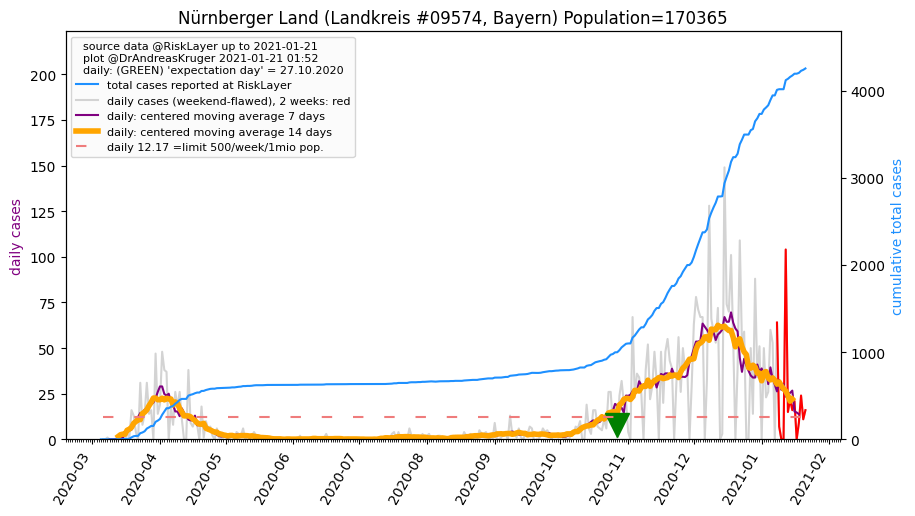 Nürnberger Land (Landkreis #09574, Bayern) Population=170365
source data @RiskLayer up to 2021-01-21
plot @DrAndreasKruger 2021-01-21 01:52
daily: (GREEN) 'expectation day' = 27.10.2020
total cases reported at RiskLayer
daily cases (weekend-flawed), 2 weeks: red
daily: centered moving average 7 days
daily: centered moving average 14 days
daily 12.17 =limit 500/week/1mio pop.
daily cases
200
175
150
125
100
75
50
25
0
4000
3000
2000
1000
0
cumulative total cases
2020-03
2020-04
2020-05
2020-06
2020-07
2020-08
2020-09
2020-10
2020-11
2020-12
2021-01
2021-02